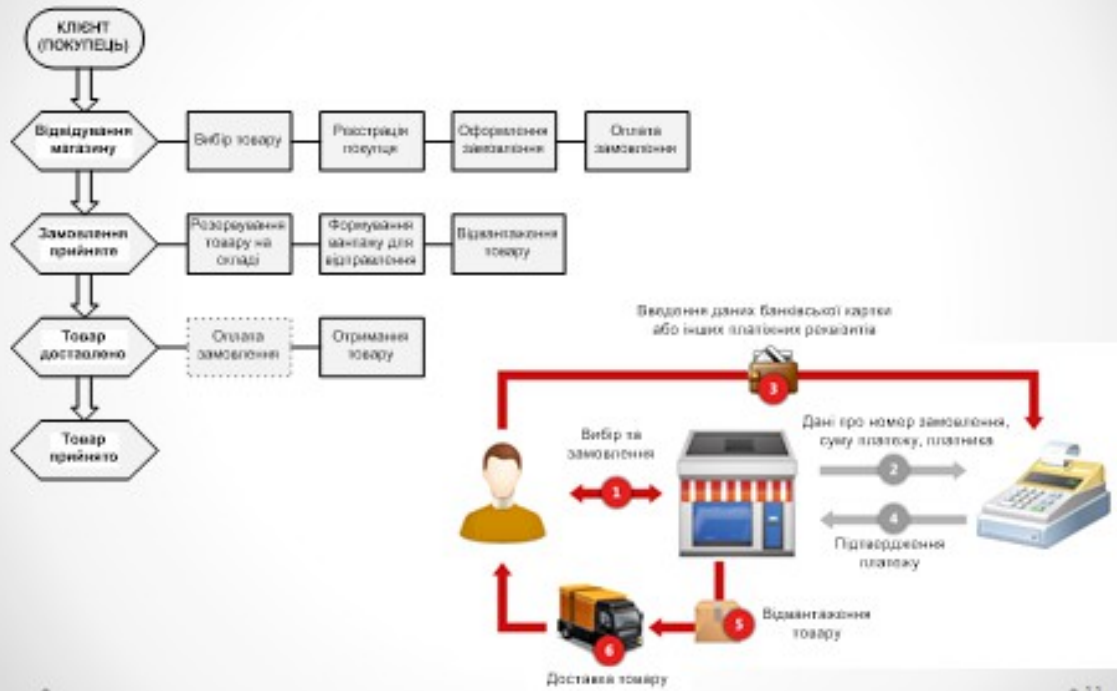 КЛІЄНТ
(ПОКУПЕЦЬ)
Відвідування
магазину
Вибір товару
Реєстрація
покупця
Оформлення
замовлення
Оплата
замовлення
Замовлення
прийняте
Резервування
товару на
складі
Формування
вантажу для
відправлення
Відвантаження
товару
Товар
доставлено
Оплата
замовлення
Отримання
товару
Товар
прийнято
Введення даних банківської картки
або інших платіжних реквізитів
3
Вибір та
замовлення
1
Дані про номер замовлення,
суму платежу, платника
2
4
Підтвердження
платежу
5
Відвантаження
товару
6
Доставка товару